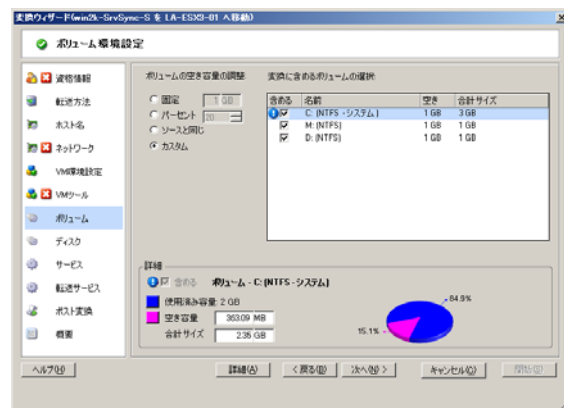 変換ウィザード(win2k-SrvSync-S を LA-ESX3-01 へ移動)
ボリューム環境設定
資格情報
転送方法
ホスト名
ネットワーク
VM環境設定
VMツール
ボリューム
ディスク
サービス
転送サービス
ポスト変換
概要
ボリュームの空き容量の調整
固定 1 GB
パーセント 20
ソースと同じ
カスタム
変換に含めるボリュームの選択:
含める 名前 空き 合計サイズ
C: (NTFS - システム) 1 GB 3 GB
M: (NTFS) 1 GB 1 GB
D: (NTFS) 1 GB 1 GB
詳細
含める ボリューム - C: (NTFS - システム)
使用済み容量: 2 GB
空き容量 363.09 MB
合計サイズ 2.35 GB
84.9%
15.1%
ヘルプ(H) 詳細(A) < 戻る(B) 次へ(N) > キャンセル(C) 開始(S)